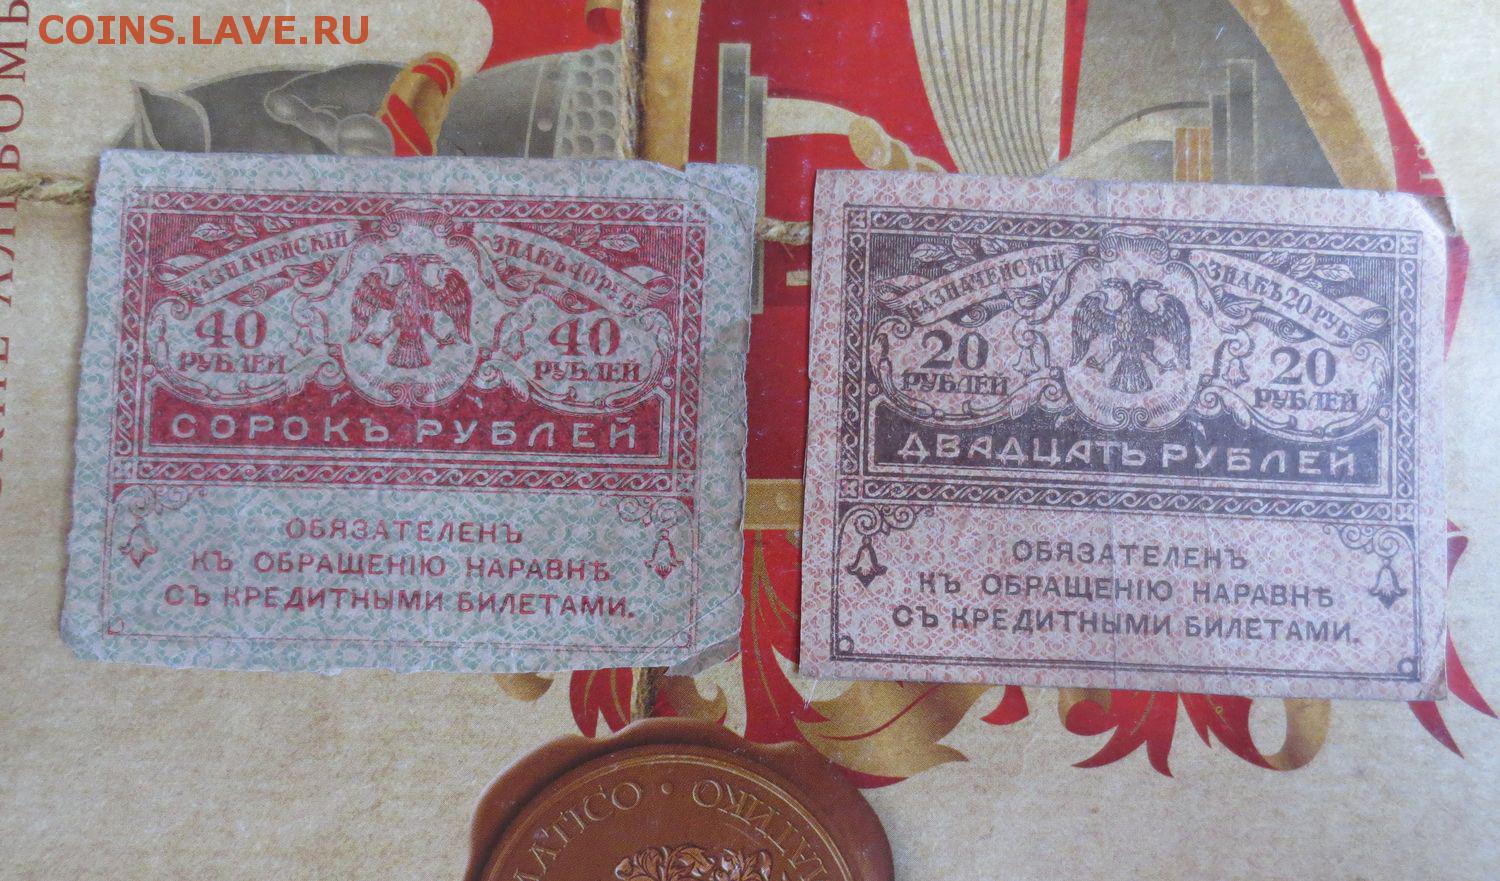 COINS.LAVE.RU
КАЗНАЧЕЙСКІЙ ЗНАКЪ 40 РУБ
40 РУБЛЕЙ
40 РУБЛЕЙ
СОРОКЪ РУБЛЕЙ
ОБЯЗАТЕЛЕНЪ
КЪ ОБРАЩЕНІЮ НАРАВНѢ
СЪ КРЕДИТНЫМИ БИЛЕТАМИ.
КАЗНАЧЕЙСКІЙ ЗНАКЪ 20 РУБ
20 РУБЛЕЙ
20 РУБЛЕЙ
ДВАДЦАТЬ РУБЛЕЙ
ОБЯЗАТЕЛЕНЪ
КЪ ОБРАЩЕНІЮ НАРАВНѢ
СЪ КРЕДИТНЫМИ БИЛЕТАМИ.